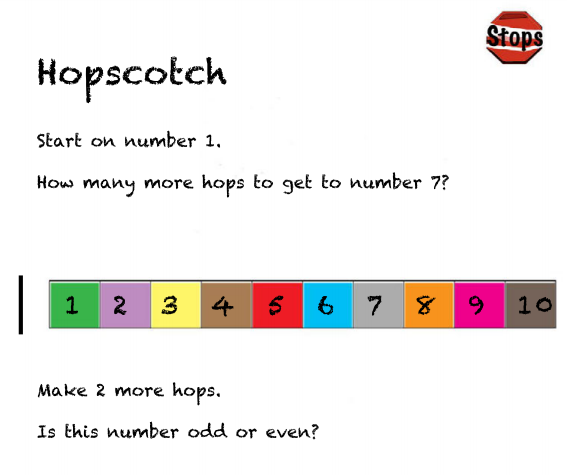 Stops
Hopscotch
Start on number 1.
How many more hops to get to number 7?
1 2 3 4 5 6 7 8 9 10
Make 2 more hops.
Is this number odd or even?